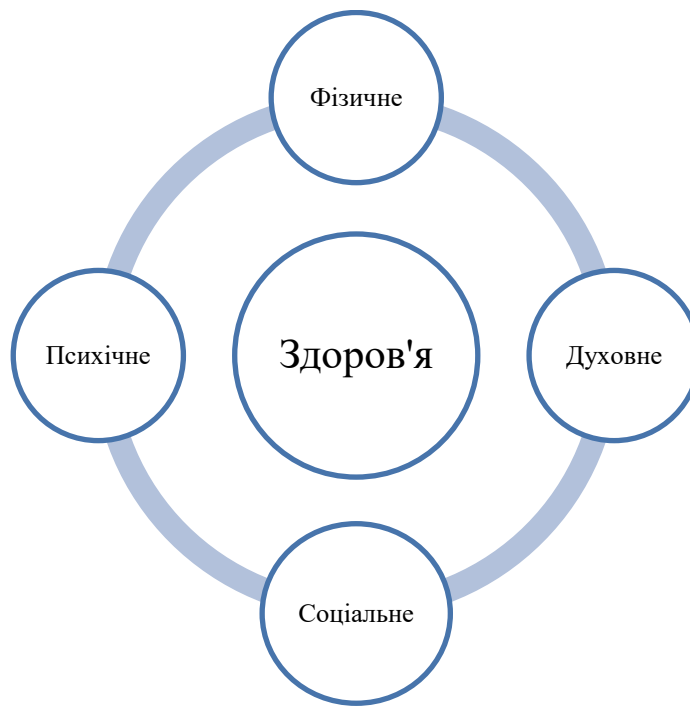 Фізичне
Психічне
Здоров'я
Духовне
Соціальне